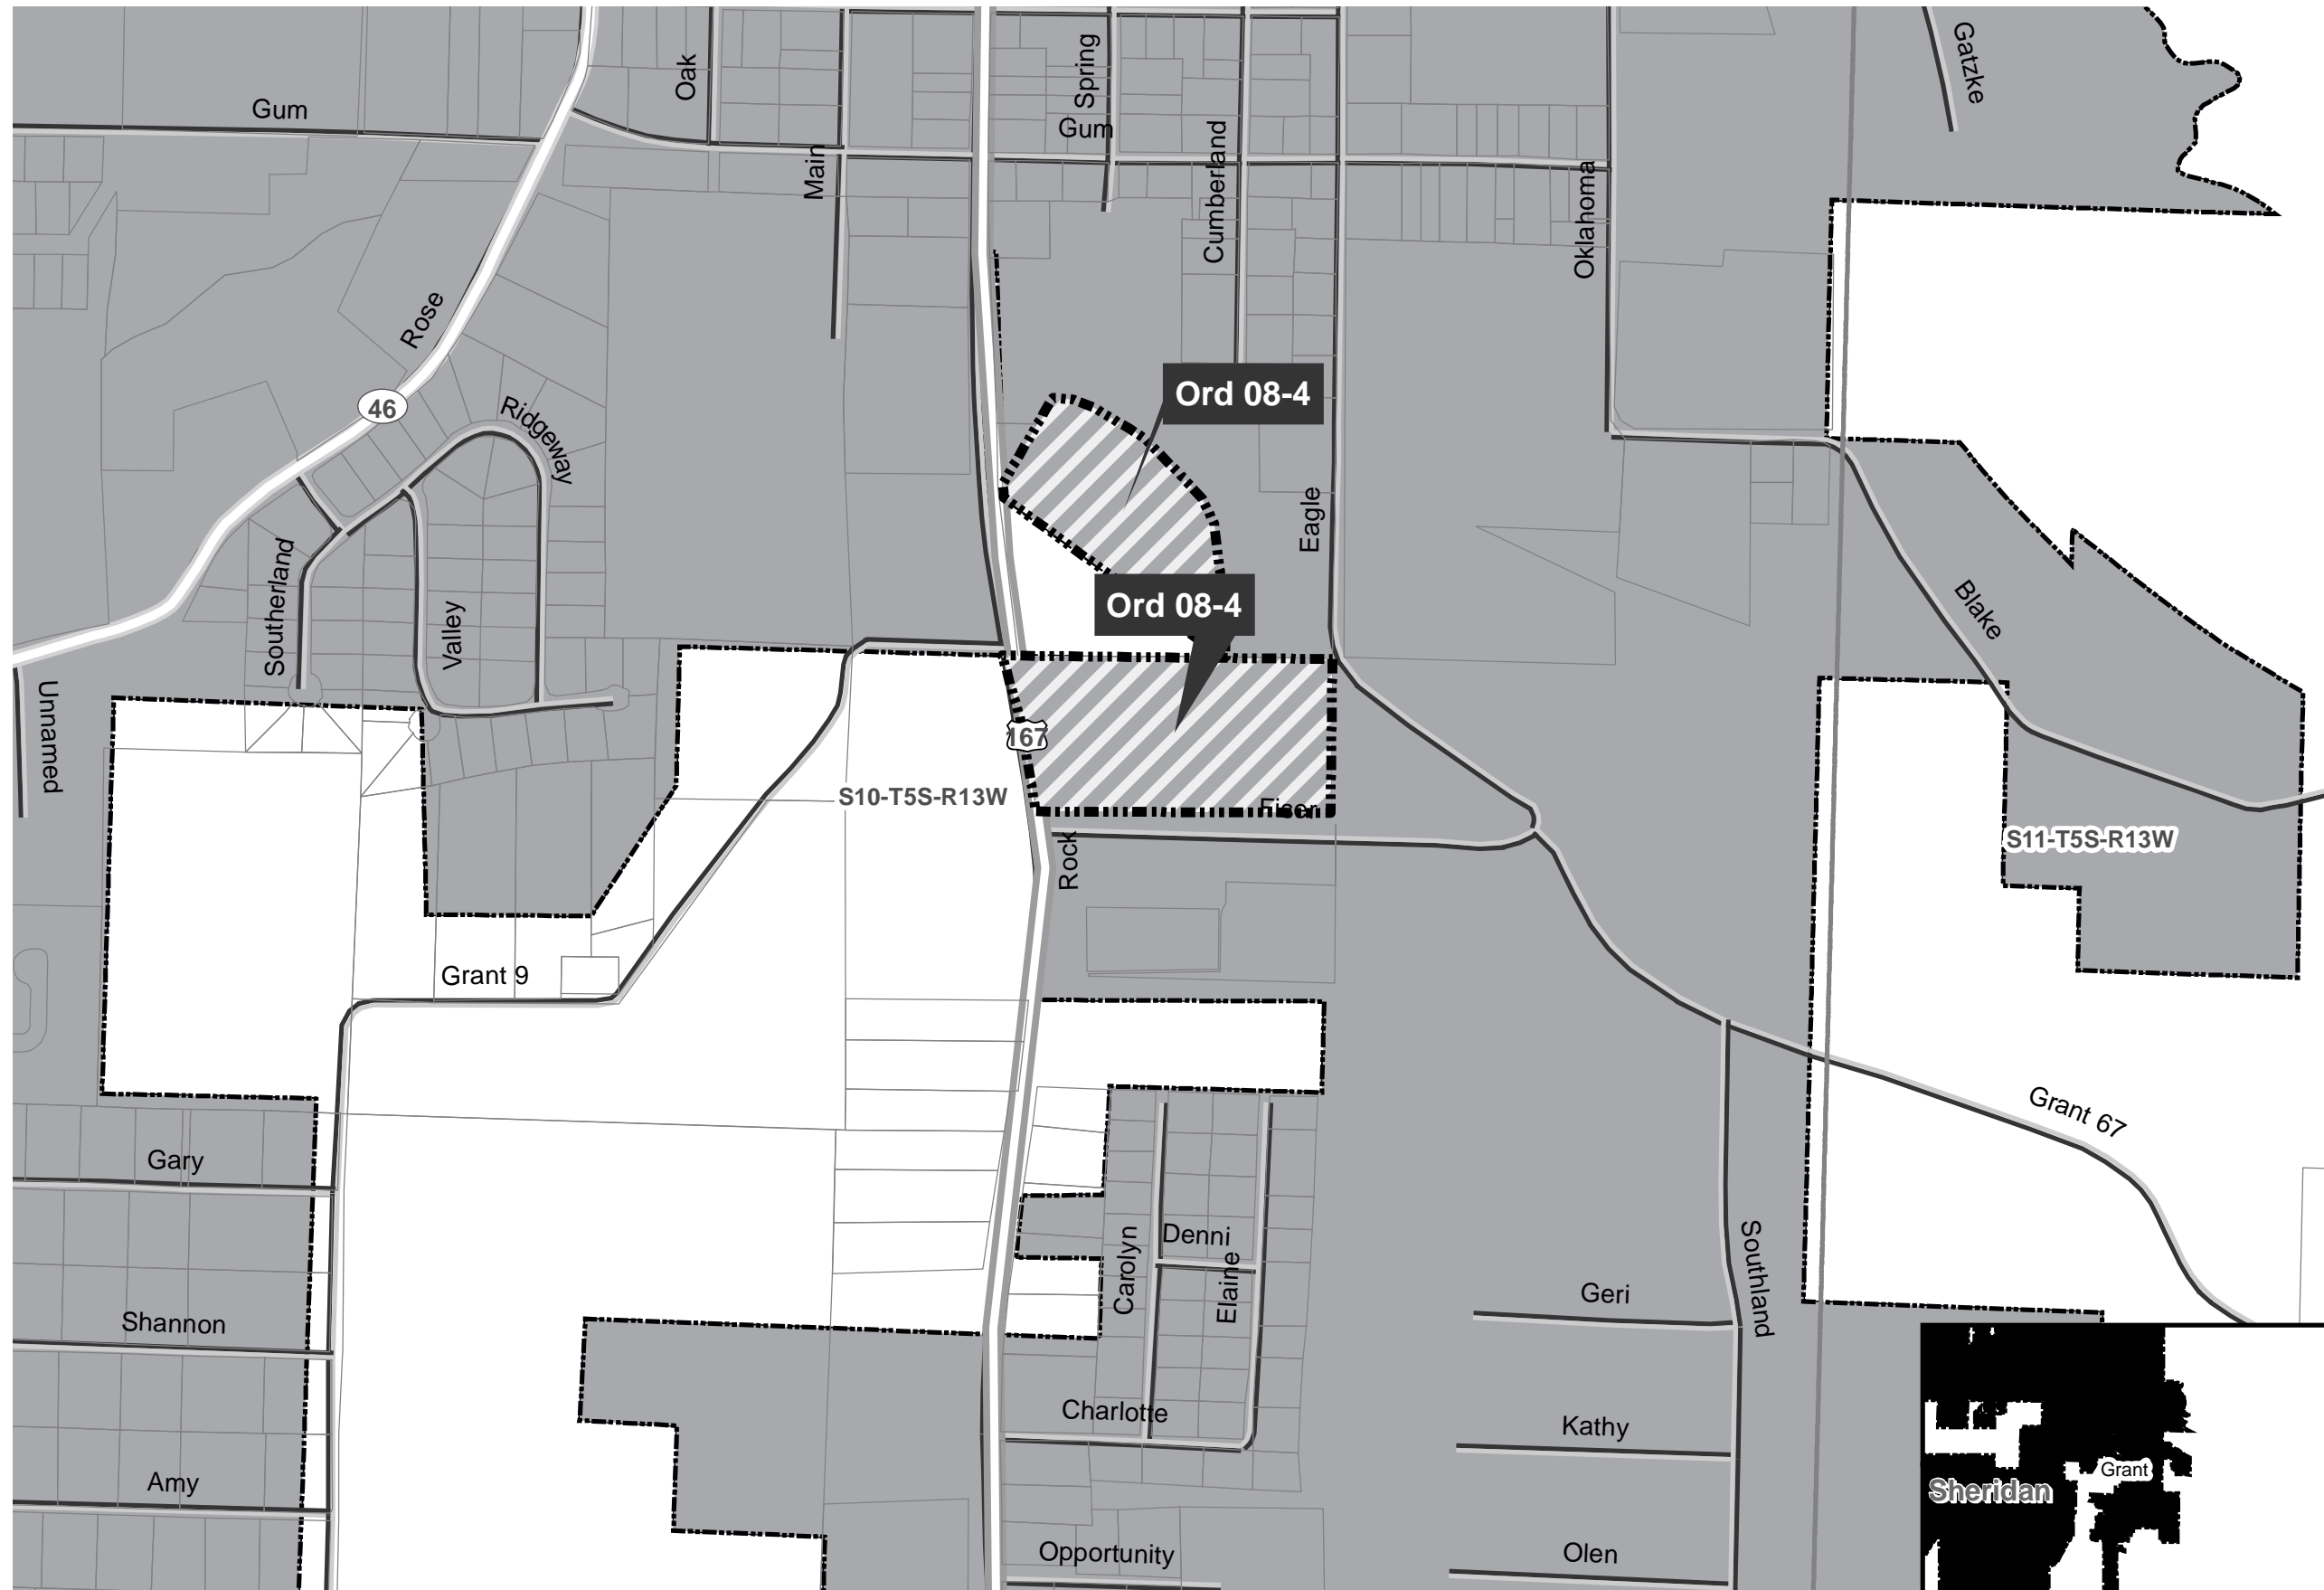 Gatzke
Oak
Spring
Gum
Gum
Main
Cumberland
Oklahoma
Rose
Ord 08-4
46
Ridgeway
Eagle
Southerland
Valley
Ord 08-4
Blake
Unnamed
167
S10-T5S-R13W
Fiser
S11-T5S-R13W
Rock
Grant 9
Grant 67
Gary
Denni
Carolyn
Elaine
Southland
Geri
Shannon
Charlotte
Kathy
Grant
Amy
Sheridan
Opportunity
Olen